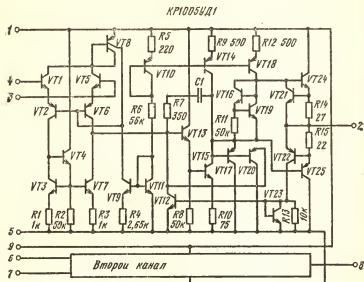 КР1005УД1
1
VT8
R5
220
R9 500
R12 500
VT14
VT1
VT5
VT10
VT18
VT24
4
3
C1
VT16
VT21
R14
27
VT2
VT6
R6
56к
R7
350
VT19
R11
50к
2
VT13
R15
22
VT4
VT15
VT22
VT25
VT3
VT7
VT9
VT11
VT12
VT17
VT20
VT23
R1
1к
R2
50к
R3
1к
R4
2,65к
R8
50к
R10
75
R13
10к
5
9
6
7
Второй канал
8